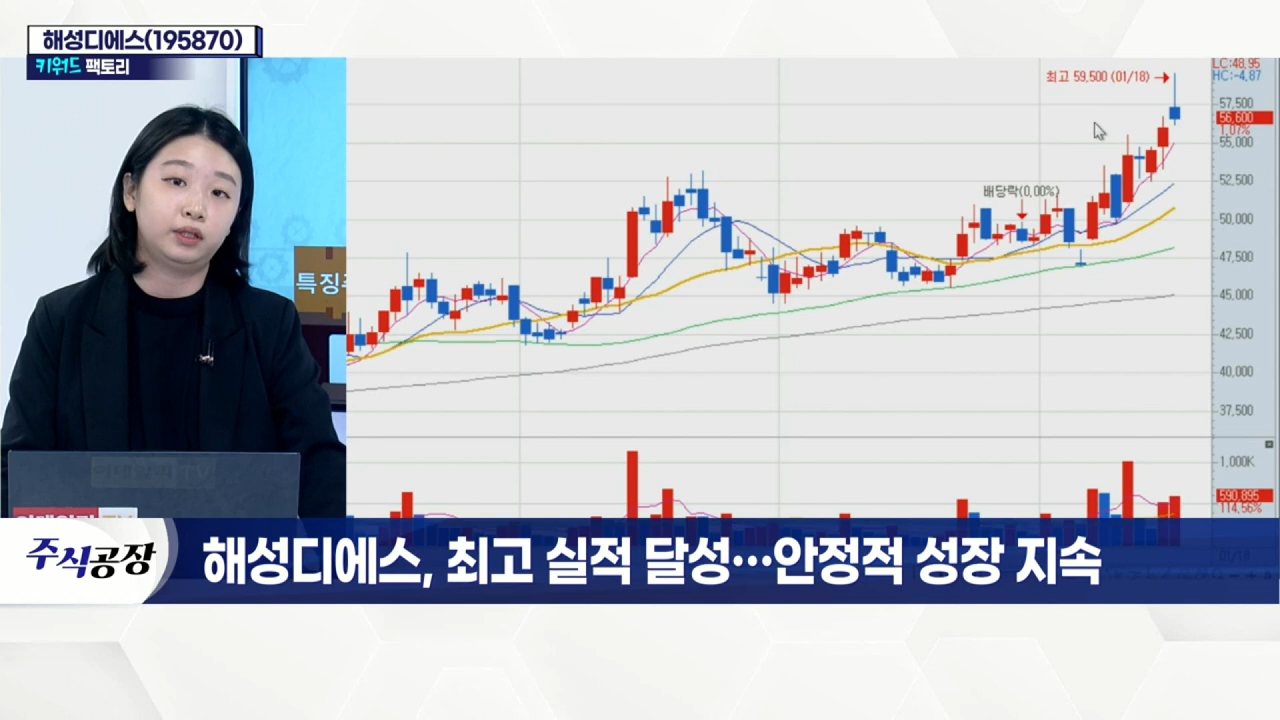 해성디에스(195870)
키워드 팩토리
최고 59,500 (01/18) →
LC:48.95
HC:-4.87
57,500
56,600
1.07%
55,000
배당락(0.00%)
52,500
50,000
47,500
45,000
42,500
40,000
37,500
특징주
1,000K
590,895
114.56%
01/18
주식공장
해성디에스, 최고 실적 달성…안정적 성장 지속